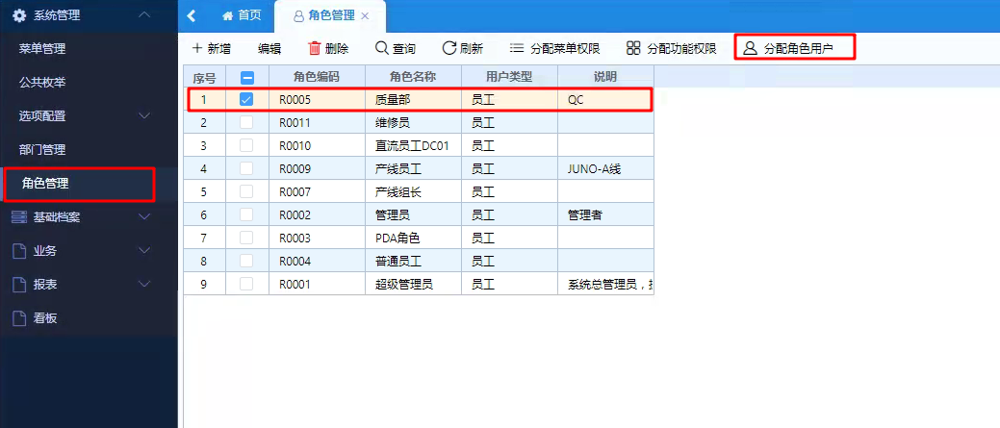 系统管理
首页
角色管理
菜单管理
公共枚举
选项配置
部门管理
角色管理
基础档案
业务
报表
看板
新增 编辑 删除 查询 刷新 分配菜单权限 分配功能权限 分配角色用户
序号 角色编码 角色名称 用户类型 说明
1 R0005 质量部 员工 QC
2 R0011 维修员 员工
3 R0010 直流员工DC01 员工
4 R0009 产线员工 员工 JUNO-A线
5 R0007 产线组长 员工
6 R0002 管理员 员工 管理者
7 R0003 PDA角色 员工
8 R0004 普通员工 员工
9 R0001 超级管理员 员工 系统总管理员，